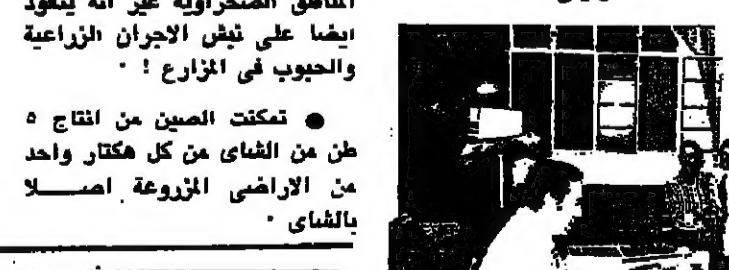 المناطق الصحراوية غير انه يتعود
ايضا على نبش الاجران الزراعية
والحبوب فى المزارع ! ·
● تمكنت الصين من انتاج ٥
طن من الشاى من كل هكتار واحد
من الاراضى المزروعة اصـــلا
بالشاى ·